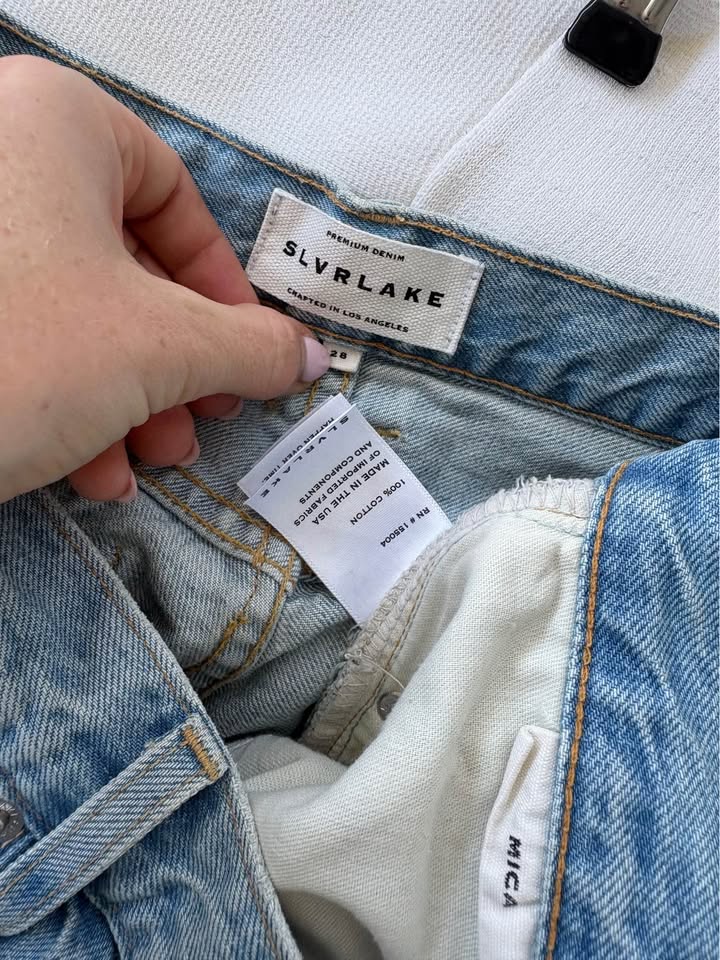 PREMIUM DENIM
SLVRLAKE
CRAFTED IN LOS ANGELES
28
SLVRLAKE
RN # 155004
100% COTTON
MADE IN THE USA
OF IMPORTED FABRICS
AND COMPONENTS
MICA